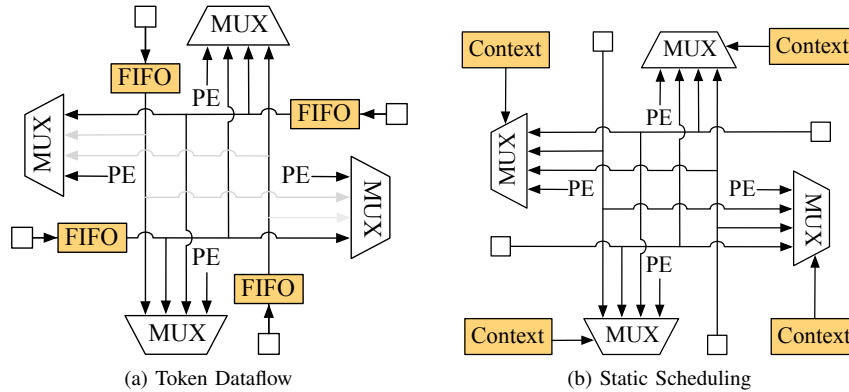 MUX
FIFO
PE
FIFO
MUX
PE
PE
MUX
FIFO
PE
FIFO
MUX
(a) Token Dataflow
Context
MUX
Context
PE
MUX
PE
PE
MUX
PE
Context
MUX
Context
(b) Static Scheduling